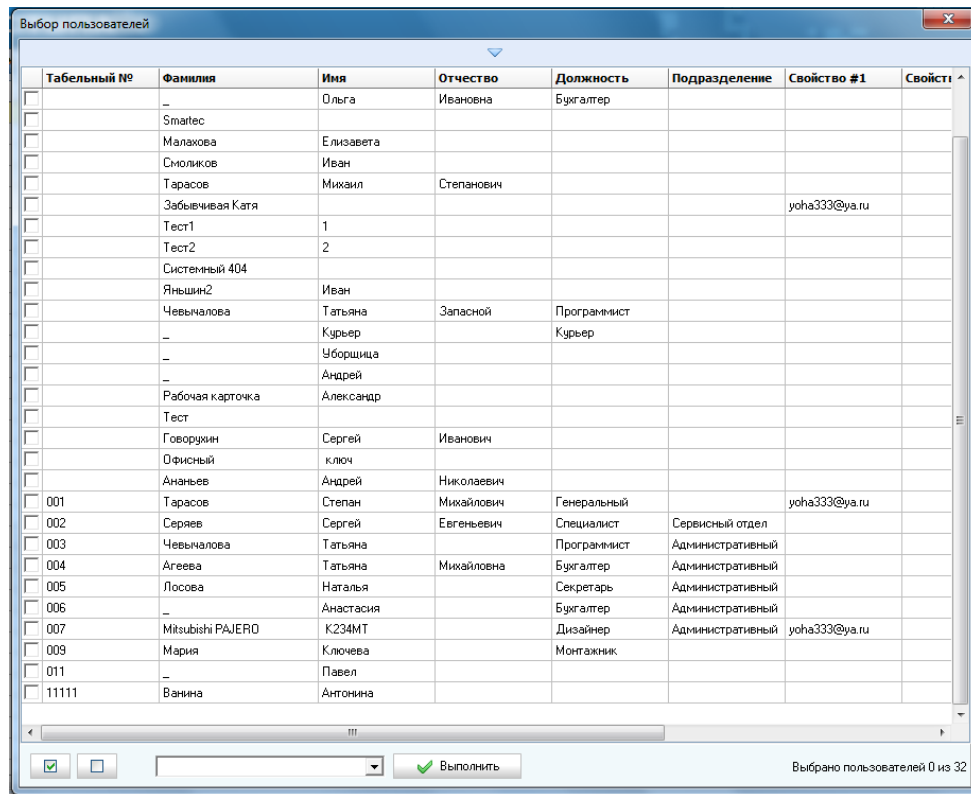 Выбор пользователей
Табельный № Фамилия Имя Отчество Должность Подразделение Свойство #1 Свойств
_ Ольга Ивановна Бухгалтер
Smartec
Малахова Елизавета
Смоликов Иван
Тарасов Михаил Степанович
Забывчивая Катя yoha333@ya.ru
Тест1 1
Тест2 2
Системный 404
Яньшин2 Иван
Чевычалова Татьяна Запасной Программист
_ Курьер Курьер
_ Уборщица
_ Андрей
Рабочая карточка Александр
Тест
Говорухин Сергей Иванович
Офисный ключ
Ананьев Андрей Николаевич
001 Тарасов Степан Михайлович Генеральный yoha333@ya.ru
002 Серяев Сергей Евгеньевич Специалист Сервисный отдел
003 Чевычалова Татьяна Программист Административный
004 Агеева Татьяна Михайловна Бухгалтер Административный
005 Лосова Наталья Секретарь Административный
006 _ Анастасия Бухгалтер Административный
007 Mitsubishi PAJERO K234MT Дизайнер Административный yoha333@ya.ru
009 Мария Ключева Монтажник
011 _ Павел
11111 Ванина Антонина
Выполнить Выбрано пользователей 0 из 32